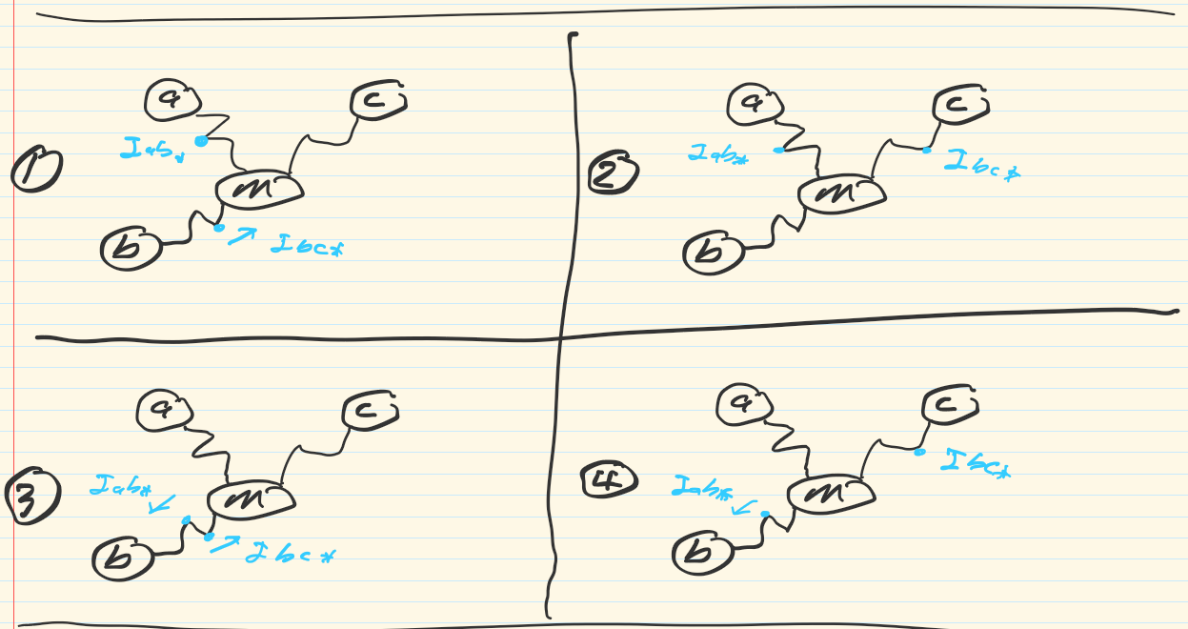 a c
① Iab* m
b → Ibc*
a c
② Iab* m Ibc*
b
a c
③ Iab* m
b → Ibc*
a c
④ Iab* m Ibc*
b